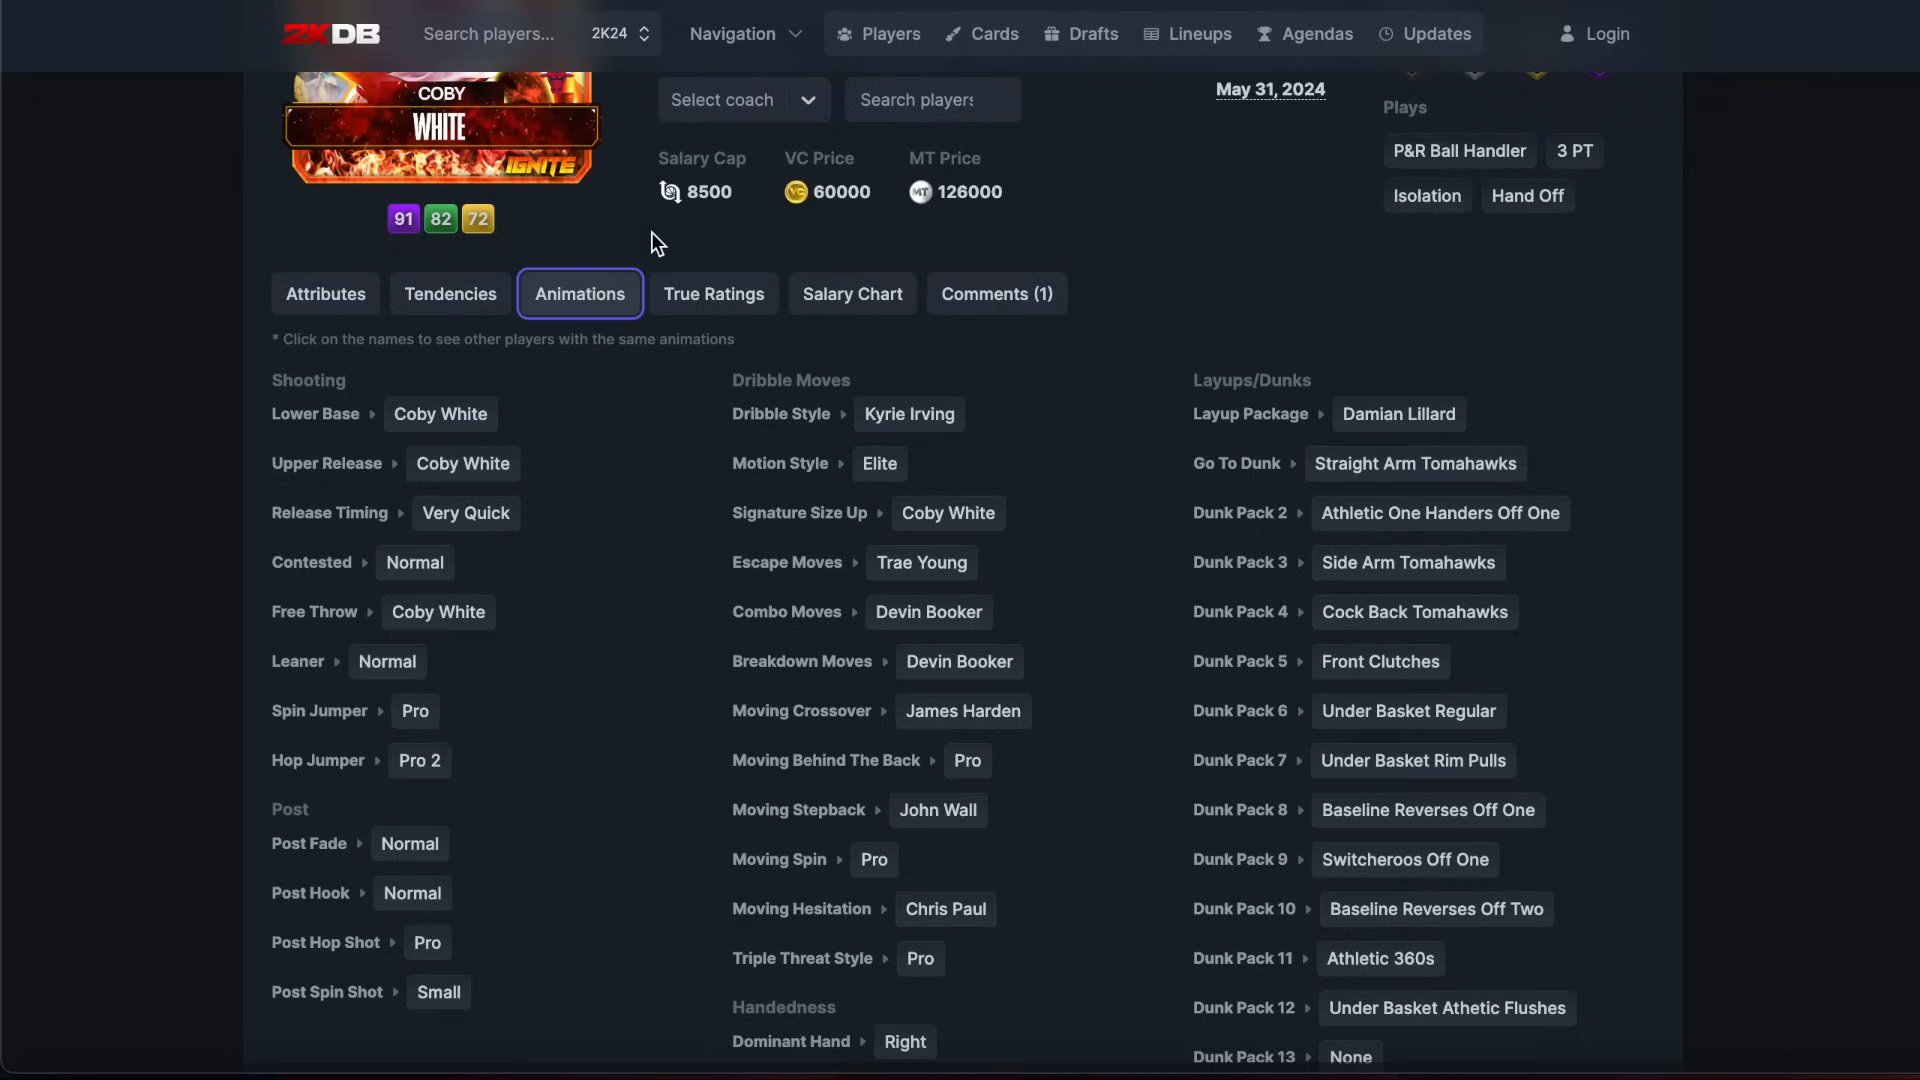 2KDB
Search players...
2K24
Navigation
Players
Cards
Drafts
Lineups
Agendas
Updates
Login
COBY
WHITE
IGNITE
91 82 72
Select coach
Search players
May 31, 2024
Salary Cap
8500
VC Price
VC 60000
MT Price
MT 126000
Plays
P&R Ball Handler
3 PT
Isolation
Hand Off
Attributes
Tendencies
Animations
True Ratings
Salary Chart
Comments (1)
* Click on the names to see other players with the same animations
Shooting
Lower Base Coby White
Upper Release Coby White
Release Timing Very Quick
Contested Normal
Free Throw Coby White
Leaner Normal
Spin Jumper Pro
Hop Jumper Pro 2
Post
Post Fade Normal
Post Hook Normal
Post Hop Shot Pro
Post Spin Shot Small
Dribble Moves
Dribble Style Kyrie Irving
Motion Style Elite
Signature Size Up Coby White
Escape Moves Trae Young
Combo Moves Devin Booker
Breakdown Moves Devin Booker
Moving Crossover James Harden
Moving Behind The Back Pro
Moving Stepback John Wall
Moving Spin Pro
Moving Hesitation Chris Paul
Triple Threat Style Pro
Handedness
Dominant Hand Right
Layups/Dunks
Layup Package Damian Lillard
Go To Dunk Straight Arm Tomahawks
Dunk Pack 2 Athletic One Handers Off One
Dunk Pack 3 Side Arm Tomahawks
Dunk Pack 4 Cock Back Tomahawks
Dunk Pack 5 Front Clutches
Dunk Pack 6 Under Basket Regular
Dunk Pack 7 Under Basket Rim Pulls
Dunk Pack 8 Baseline Reverses Off One
Dunk Pack 9 Switcheroos Off One
Dunk Pack 10 Baseline Reverses Off Two
Dunk Pack 11 Athletic 360s
Dunk Pack 12 Under Basket Athetic Flushes
Dunk Pack 13 None